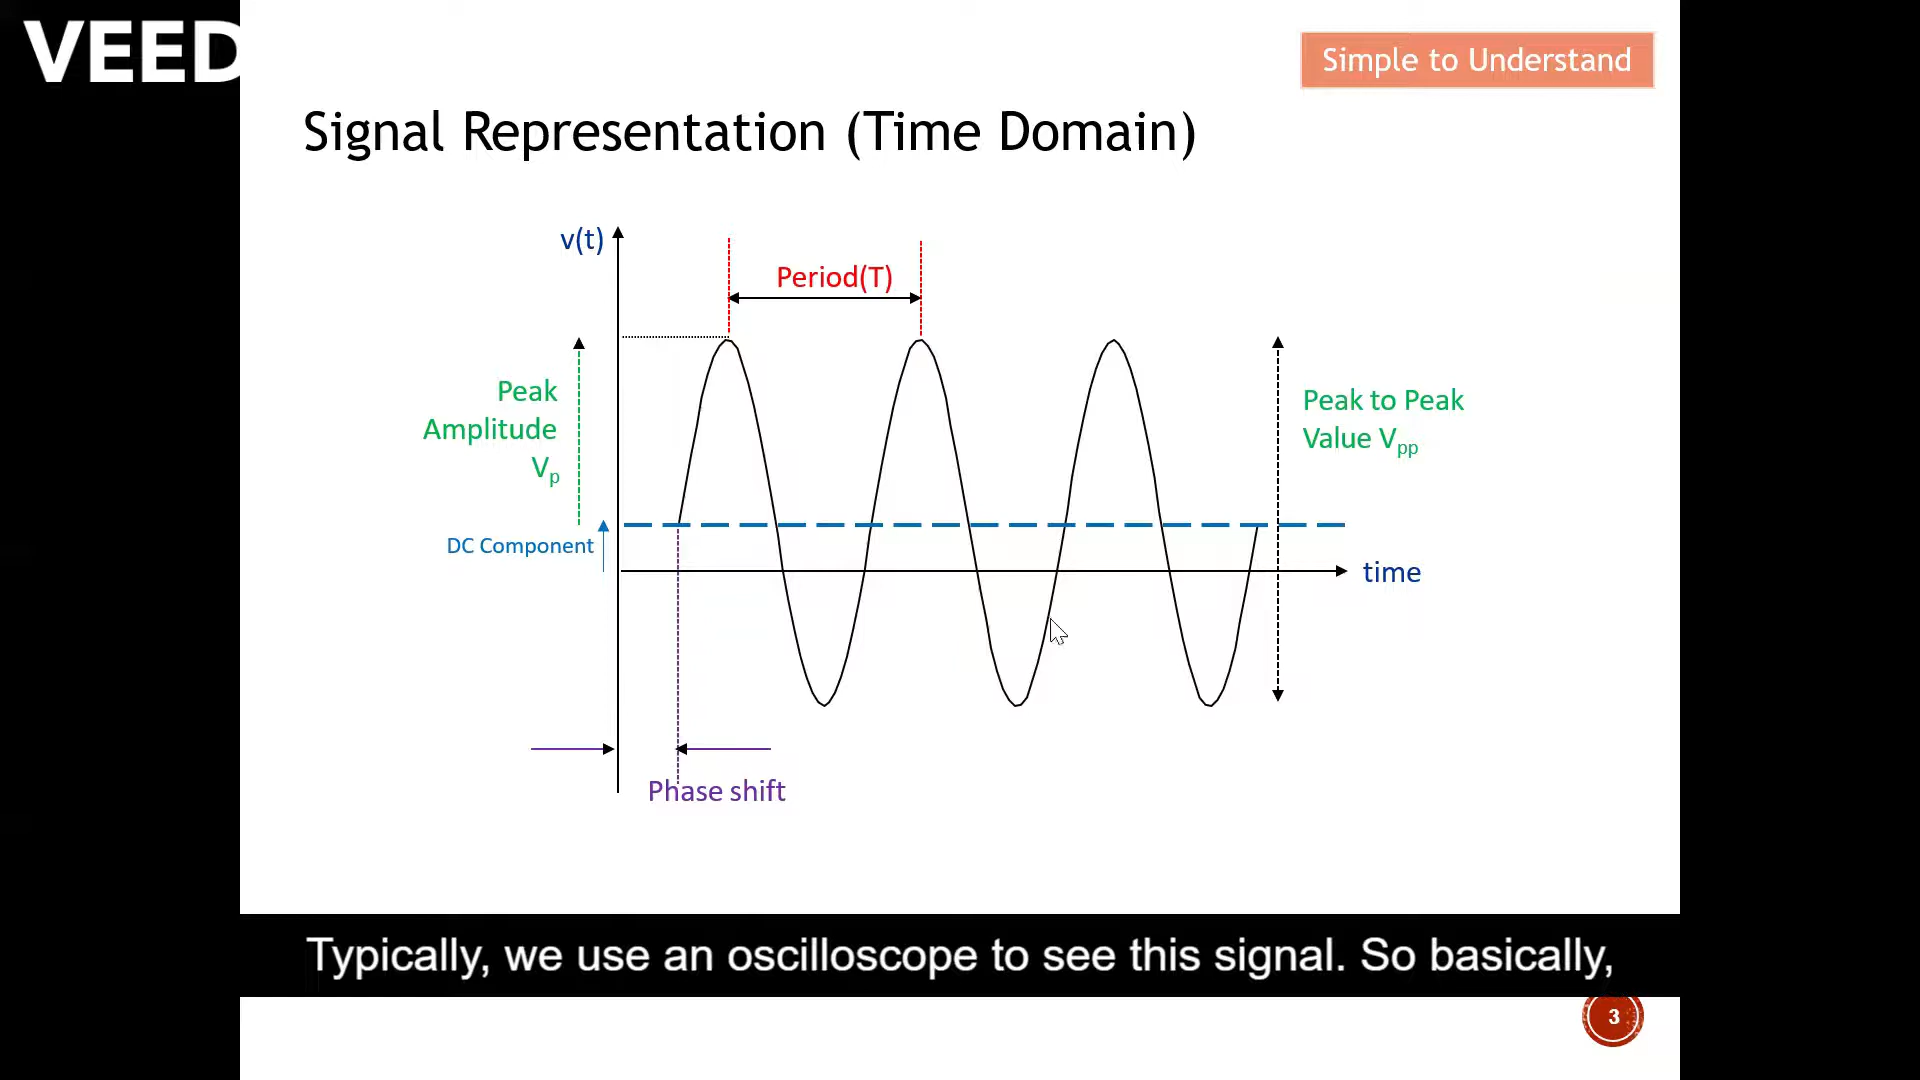 VEED
Simple to Understand
Signal Representation (Time Domain)
v(t)
Period(T)
Peak
Amplitude
Vp
Peak to Peak
Value Vpp
DC Component
time
Phase shift
Typically, we use an oscilloscope to see this signal. So basically,
3